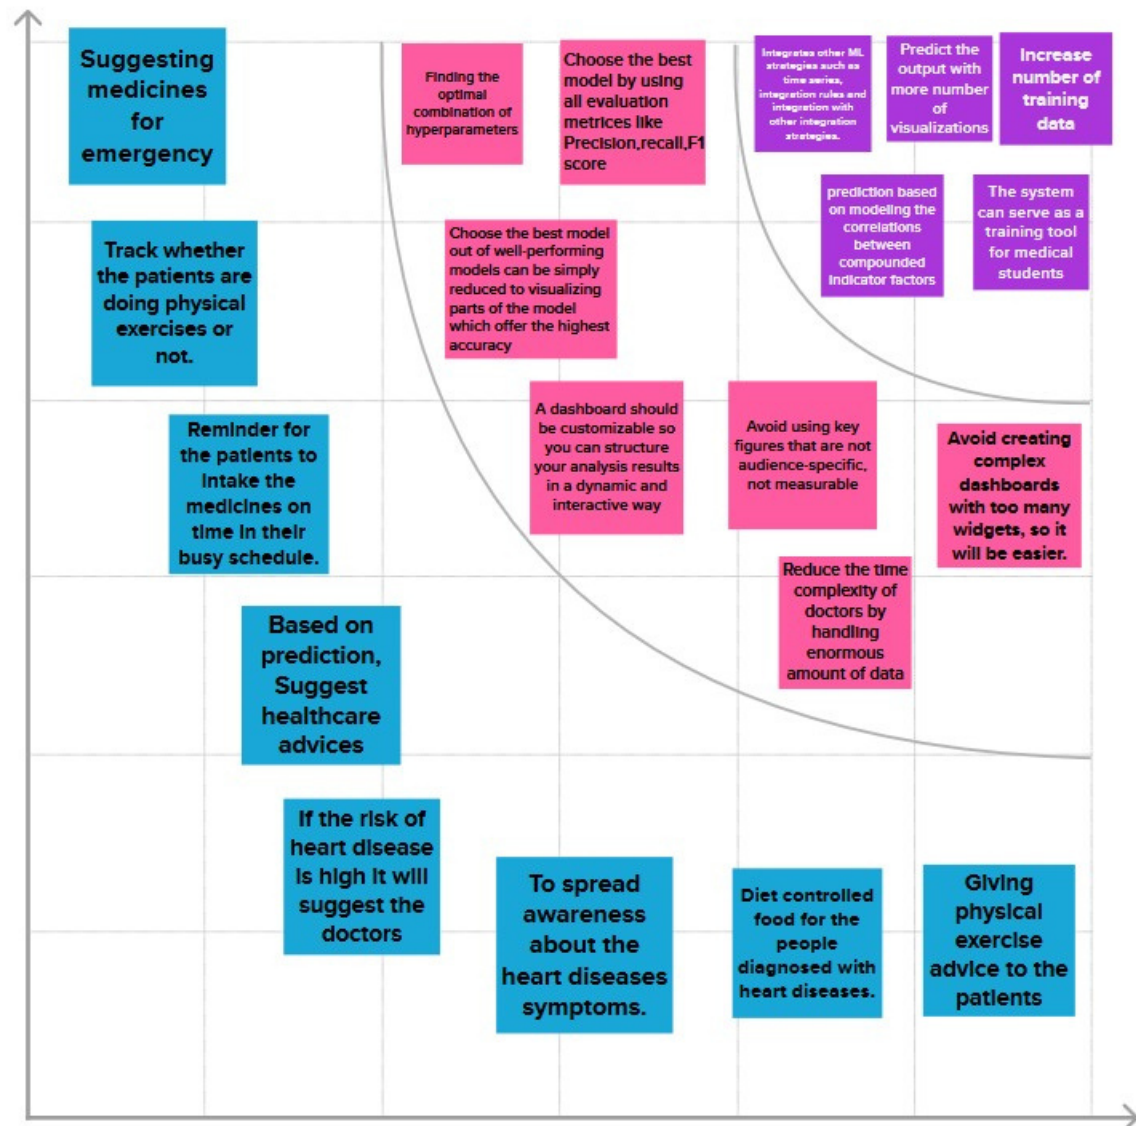 Suggesting
medicines
for
emergency
Finding the
optimal
combination of
hyperparameters
Choose the best
model by using
all evaluation
metrices like
Precision,recall,F1
score
Integrates other ML
strategies such as
time series,
integration rules and
integration with
other integration
strategies.
Predict the
output with
more number
of
visualizations
Increase
number of
training
data
prediction based
on modeling the
correlations
between
compounded
indicator factors
The system
can serve as a
training tool
for medical
students
Track whether
the patients are
doing physical
exercises or
not.
Choose the best model
out of well-performing
models can be simply
reduced to visualizing
parts of the model
which offer the highest
accuracy
Reminder for
the patients to
intake the
medicines on
time in their
busy schedule.
A dashboard should
be customizable so
you can structure
your analysis results
in a dynamic and
interactive way
Avoid using key
figures that are not
audience-specific,
not measurable
Avoid creating
complex
dashboards
with too many
widgets, so it
will be easier.
Reduce the time
complexity of
doctors by
handling
enormous
amount of data
Based on
prediction,
Suggest
healthcare
advices
If the risk of
heart disease
is high it will
suggest the
doctors
To spread
awareness
about the
heart diseases
symptoms.
Diet controlled
food for the
people
diagnosed with
heart diseases.
Giving
physical
exercise
advice to the
patients